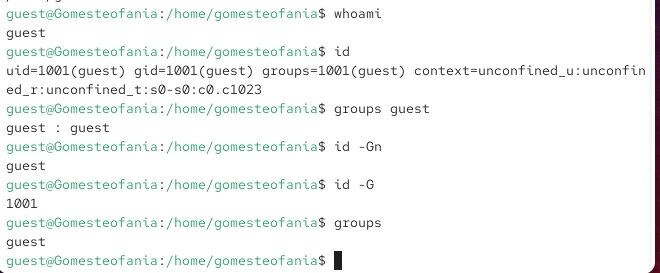 guest@Gomesteofania:/home/gomesteofania$ whoami
guest
guest@Gomesteofania:/home/gomesteofania$ id
uid=1001(guest) gid=1001(guest) groups=1001(guest) context=unconfined_u:unconfin
ed_r:unconfined_t:s0-s0:c0.c1023
guest@Gomesteofania:/home/gomesteofania$ groups guest
guest : guest
guest@Gomesteofania:/home/gomesteofania$ id -Gn
guest
guest@Gomesteofania:/home/gomesteofania$ id -G
1001
guest@Gomesteofania:/home/gomesteofania$ groups
guest
guest@Gomesteofania:/home/gomesteofania$